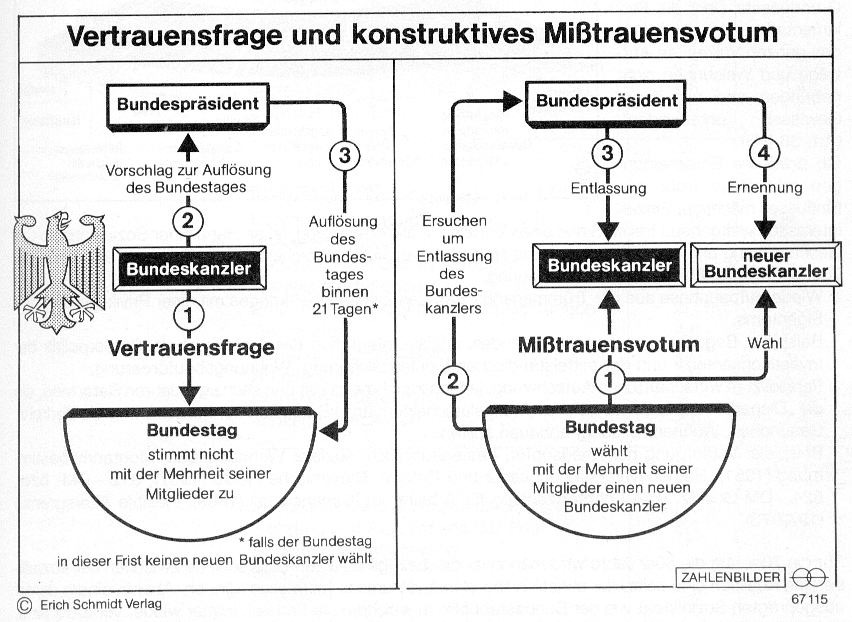 Vertrauensfrage und konstruktives Mißtrauensvotum
Bundespräsident
3
Vorschlag zur Auflösung
des Bundestages
2
Auflösung
des
Bundes-
tages
binnen
21 Tagen*
Bundeskanzler
1
Vertrauensfrage
Bundestag
stimmt nicht
mit der Mehrheit seiner
Mitglieder zu
* falls der Bundestag
in dieser Frist keinen neuen Bundeskanzler wählt
Bundespräsident
3
4
Entlassung
Ernennung
Ersuchen
um
Entlassung
des
Bundes-
kanzlers
Bundeskanzler
neuer
Bundeskanzler
Mißtrauensvotum
Wahl
2
1
Bundestag
wählt
mit der Mehrheit seiner
Mitglieder einen neuen
Bundeskanzler
ZAHLENBILDER
67 115
© Erich Schmidt Verlag